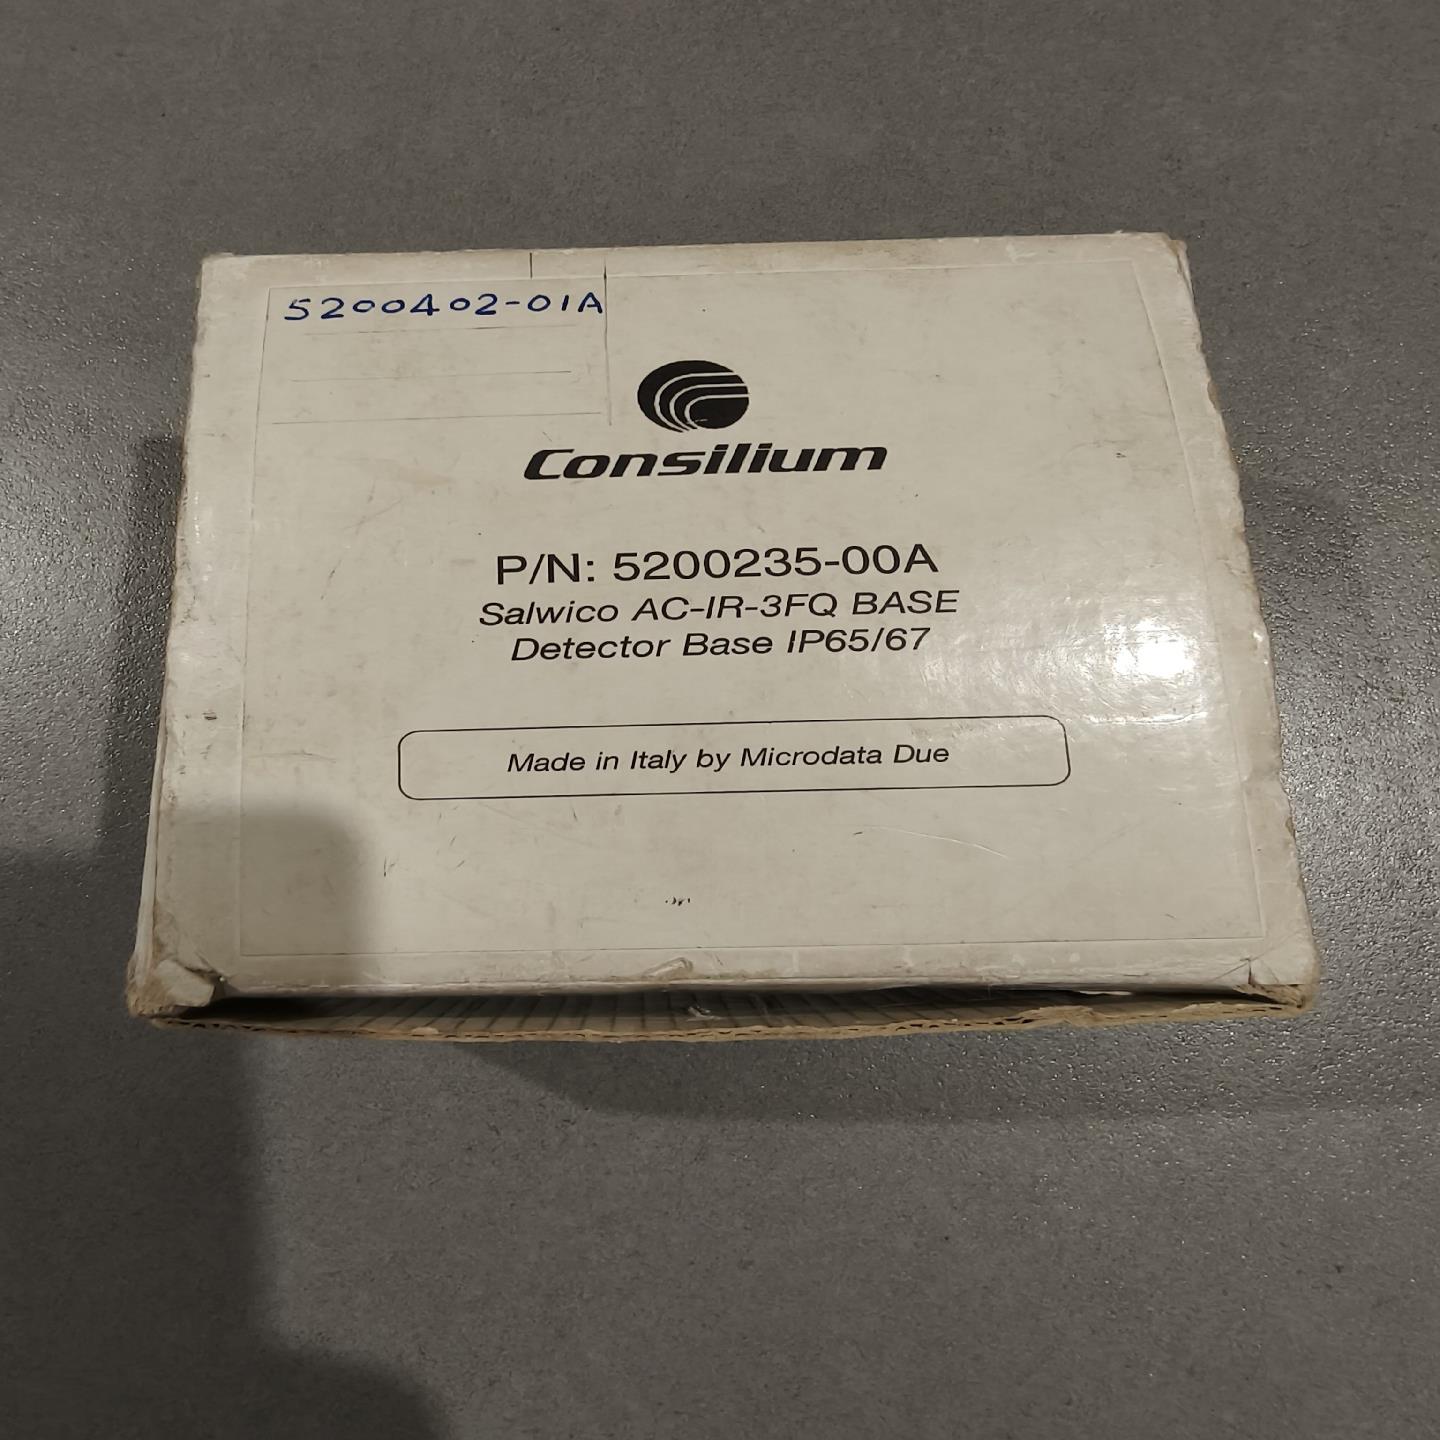 5200402-01A
Consilium
P/N: 5200235-00A
Salwico AC-IR-3FQ BASE
Detector Base IP65/67
Made in Italy by Microdata Due